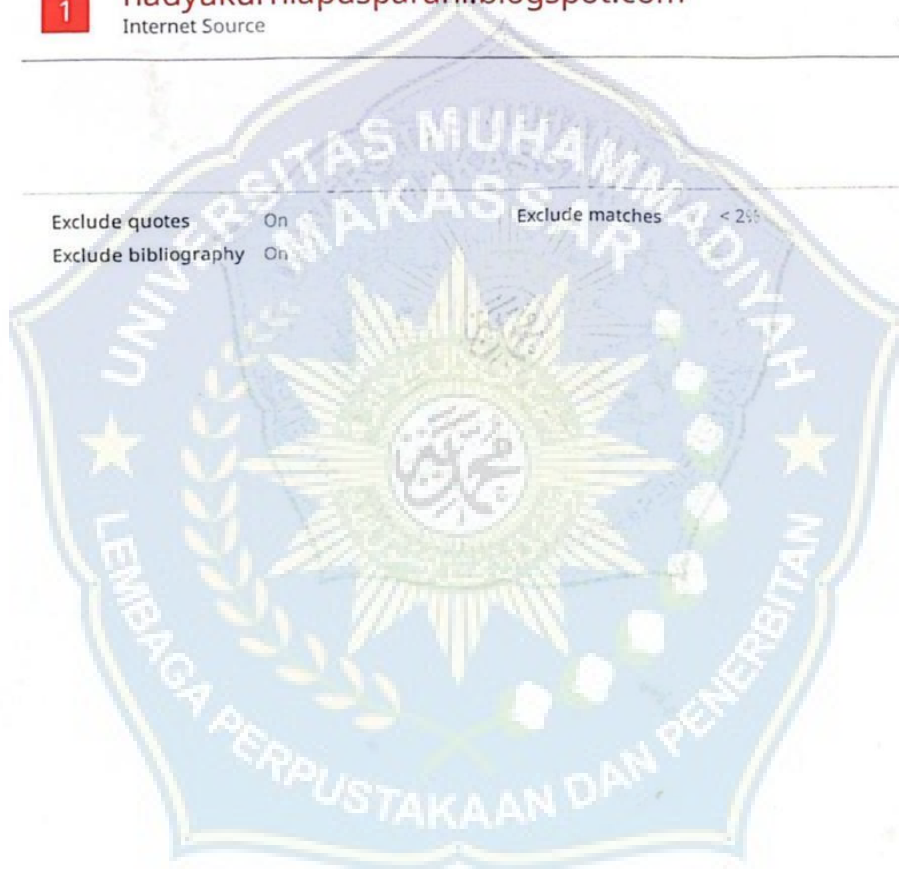 1
Internet Source
UNIVERSITAS MUHAMMADIYAH
MAKASSAR
Exclude quotes On
Exclude matches
Exclude bibliography On
LEMBAGA PERPUSTAKAAN DAN PENERBITAN